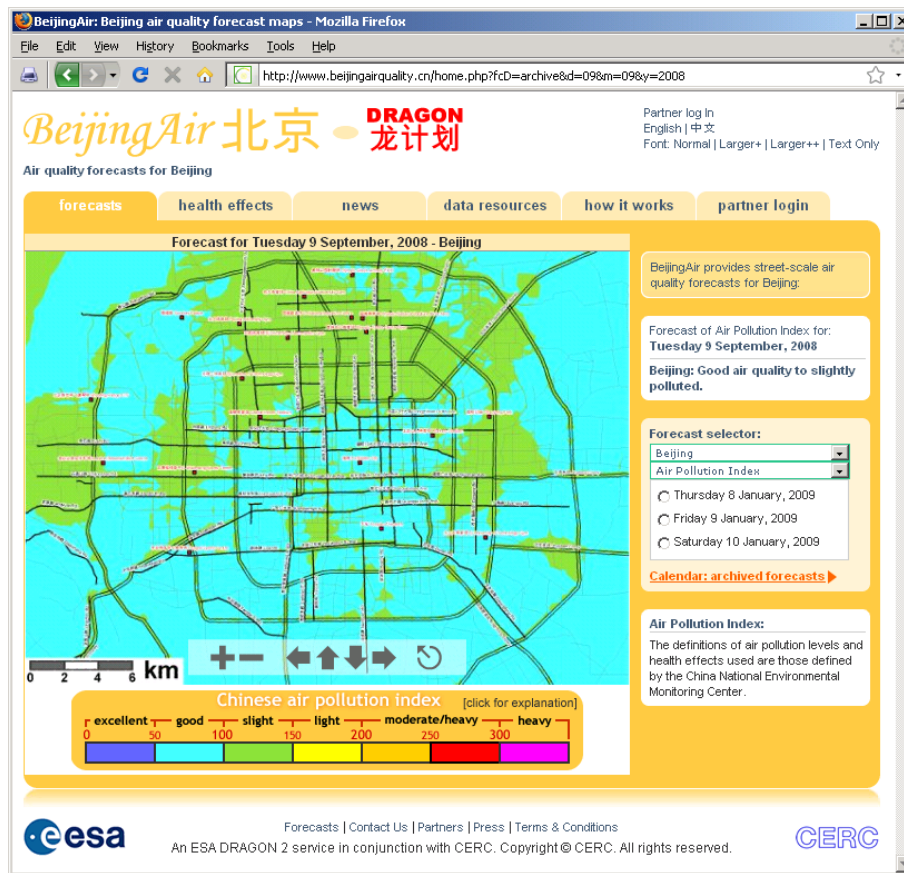 BeijingAir: Beijing air quality forecast maps - Mozilla Firefox
File Edit View History Bookmarks Tools Help
http://www.beijingairquality.cn/home.php?fcD=archive&d=09&m=09&y=2008
BeijingAir 北京 DRAGON
龙计划
Air quality forecasts for Beijing
Partner log In
English | 中文
Font: Normal | Larger+ | Larger++ | Text Only
forecasts health effects news data resources how it works partner login
Forecast for Tuesday 9 September, 2008 - Beijing
0 2 4 6 km
Chinese air pollution index [click for explanation]
excellent good slight light moderate/heavy heavy
0 50 100 150 200 250 300
BeijingAir provides street-scale air
quality forecasts for Beijing:
Forecast of Air Pollution Index for:
Tuesday 9 September, 2008
Beijing: Good air quality to slightly
polluted.
Forecast selector:
Beijing
Air Pollution Index
Thursday 8 January, 2009
Friday 9 January, 2009
Saturday 10 January, 2009
Calendar: archived forecasts
Air Pollution Index:
The definitions of air pollution levels and
health effects used are those defined
by the China National Environmental
Monitoring Center.
eesa
Forecasts | Contact Us | Partners | Press | Terms & Conditions
An ESA DRAGON 2 service in conjunction with CERC. Copyright © CERC. All rights reserved.
CERC